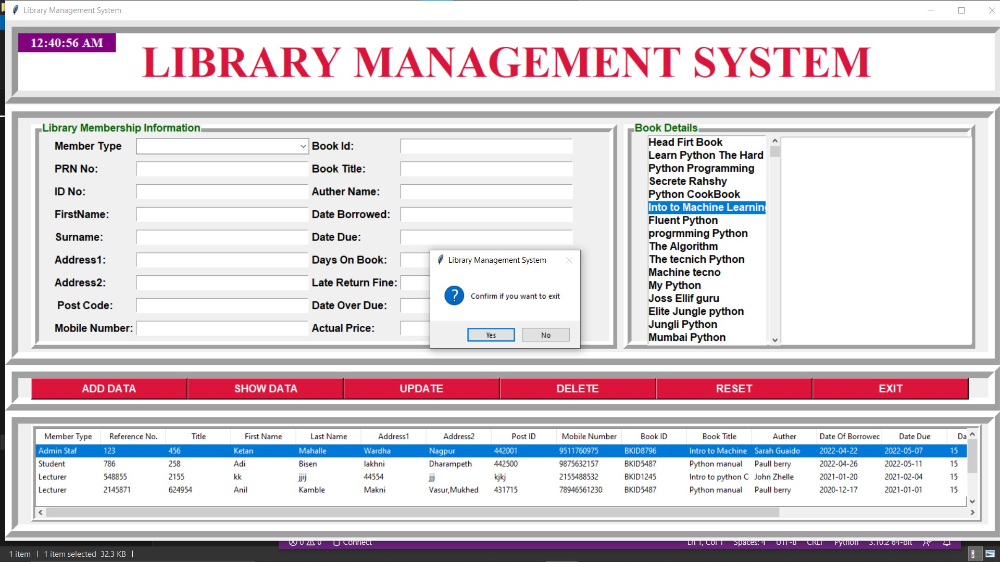 Library Management System
12:40:56 AM
LIBRARY MANAGEMENT SYSTEM
Library Membership Information
Member Type
Book Id:
PRN No:
Book Title:
ID No:
Auther Name:
FirstName:
Date Borrowed:
Surname:
Date Due:
Address1:
Days On Book:
Address2:
Late Return Fine:
Post Code:
Date Over Due:
Mobile Number:
Actual Price:
Book Details
Head Firt Book
Learn Python The Hard
Python Programming
Secrete Rahshy
Python CookBook
Into to Machine Learning
Fluent Python
progrmming Python
The Algorithm
The tecnich Python
Machine tecno
My Python
Joss Ellif guru
Elite Jungle python
Jungli Python
Mumbai Python
Library Management System
? Confirm if you want to exit
Yes No
ADD DATA SHOW DATA UPDATE DELETE RESET EXIT
Member Type Reference No. Title First Name Last Name Address1 Address2 Post ID Mobile Number Book ID Book Title Auther Date Of Borrowed Date Due Da
Admin Staf 123 456 Ketan Mahalle Wardha Nagpur 442001 9511760975 BKID8796 Intro to Machine Sarah Guaido 2022-04-22 2022-05-07 15
Student 786 258 Adi Bisen lakhni Dharampeth 442500 9875632157 BKID5487 Python manual Paull berry 2022-04-26 2022-05-11 15
Lecturer 548855 2155 kk jjij 44554 jjj kjkj 2155488532 BKID1245 Intro to python C John Zhelle 2021-01-20 2021-02-04 15
Lecturer 2145871 624954 Anil Kamble Makni Vasur,Mukhed 431715 78946561230 BKID5487 Python manual Paull berry 2020-12-17 2021-01-01 15
0 0 Connect Ln 1, Col 1 Spaces: 4 UTF-8 CRLF Python 3.10.2 64-bit
1 item 1 item selected 32.3 KB